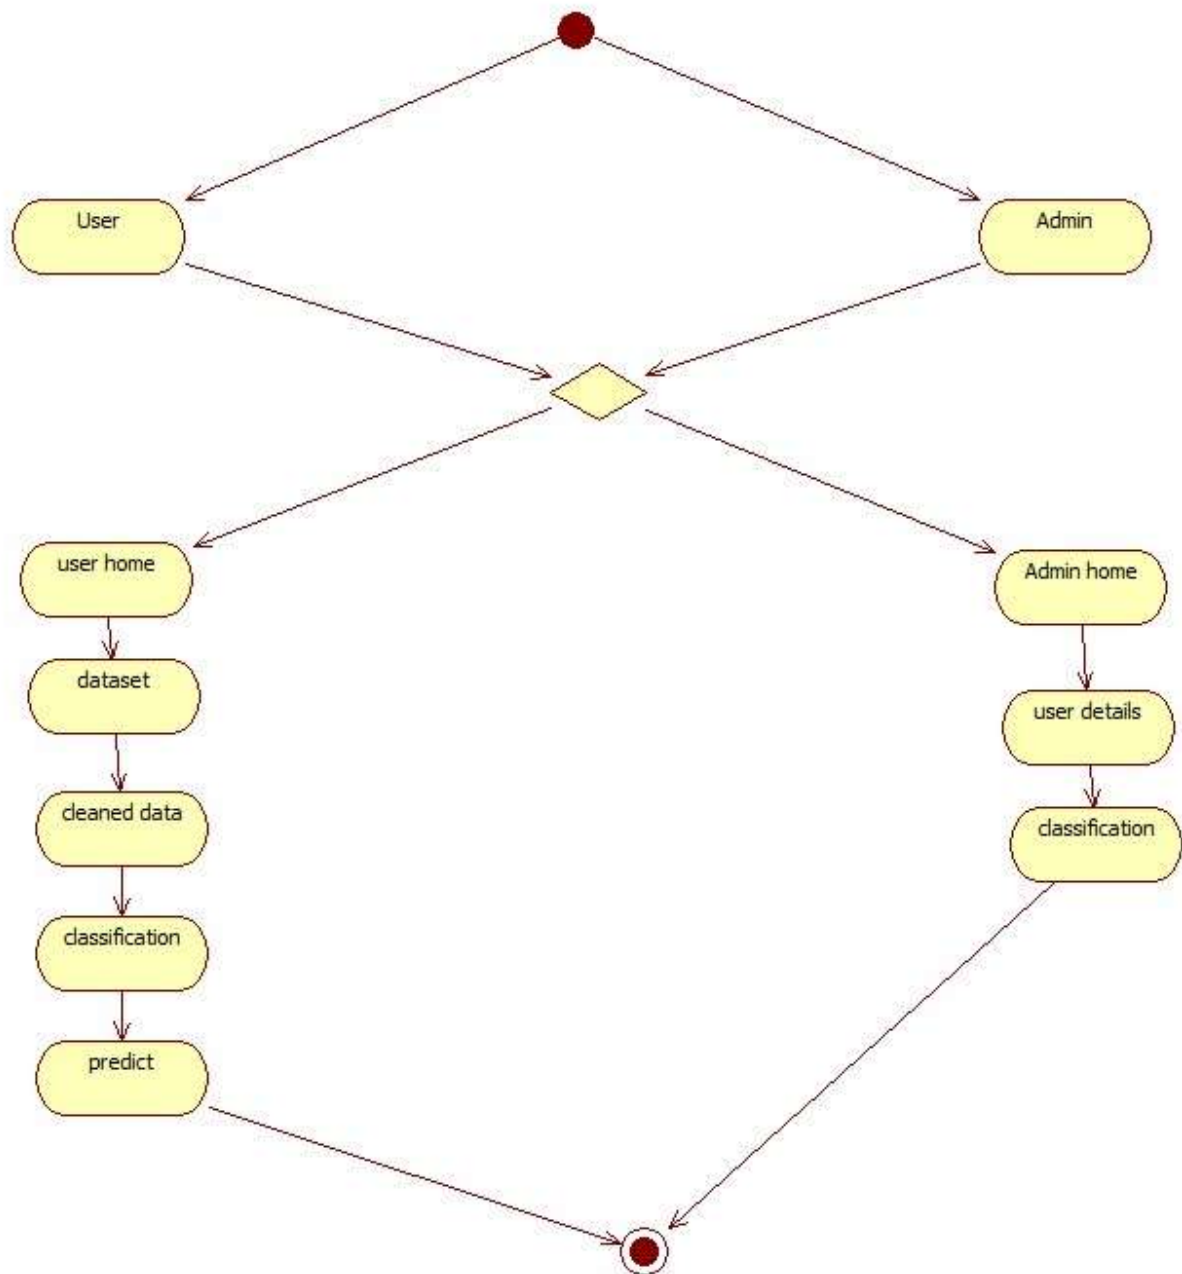 User
Admin
user home
Admin home
dataset
user details
cleaned data
classification
classification
predict